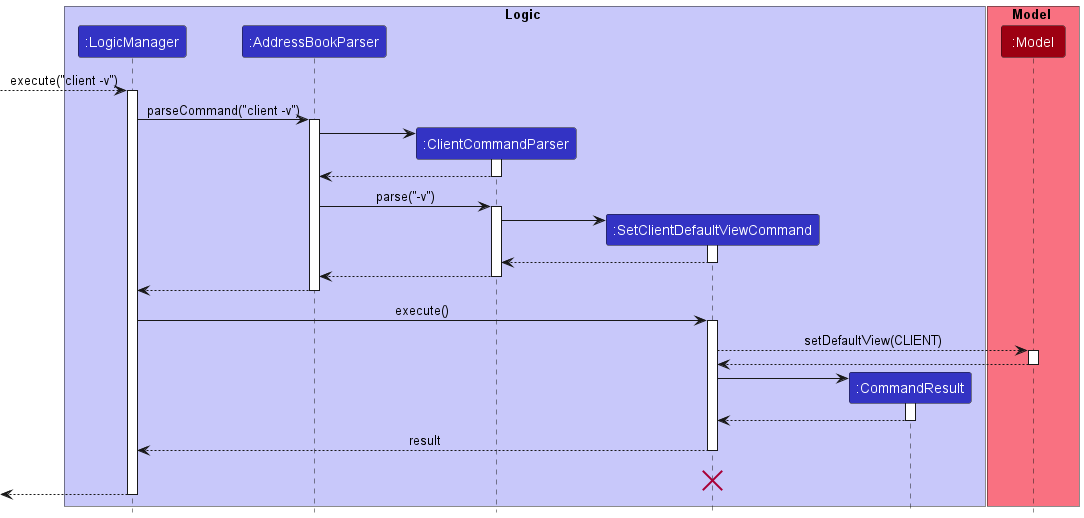 Logic
Model
:LogicManager
:AddressBookParser
:Model
execute("client -v")
parseCommand("client -v")
:ClientCommandParser
parse("-v")
:SetClientDefaultViewCommand
execute()
setDefaultView(CLIENT)
:CommandResult
result